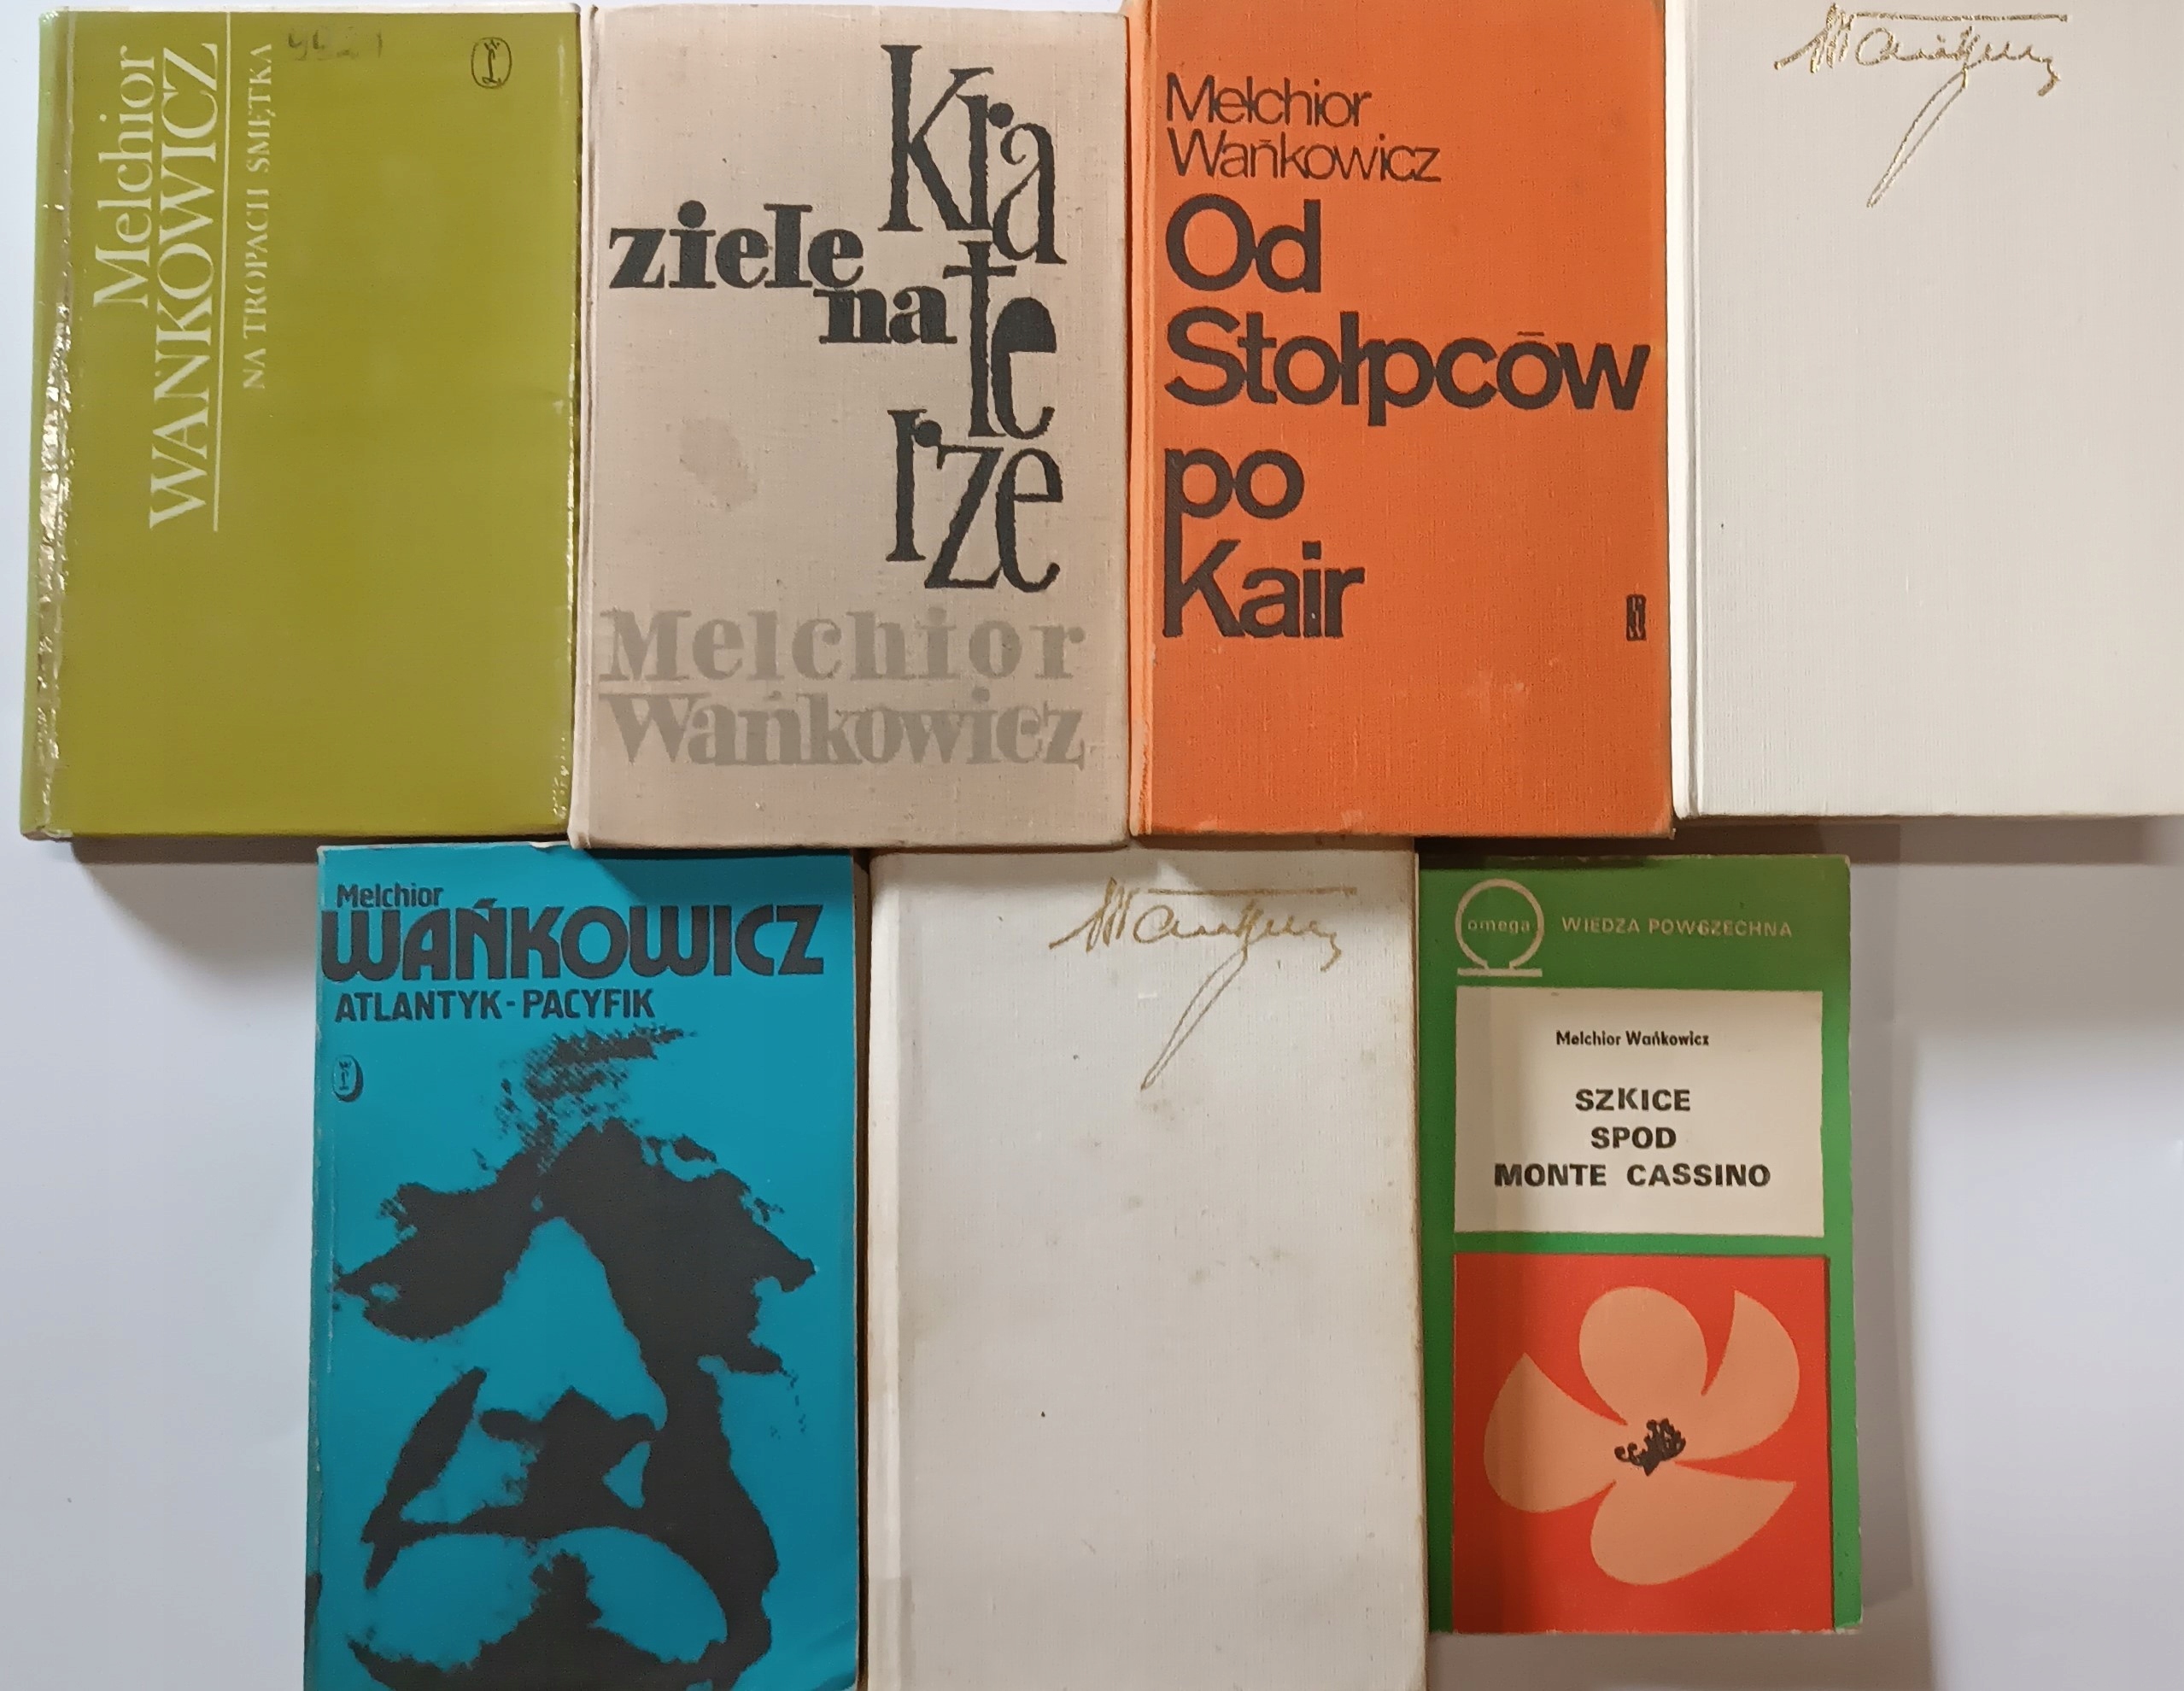 Melchior
WAŃKOWICZ
NA TROPACH SMĘTKA
Kra
ziele
na te
rze
Melchior
Wańkowicz
Melchior
Wańkowicz
Od
Stołpców
po
Kair
Melchior
WAŃKOWICZ
ATLANTYK-PACYFIK
omega
WIEDZA POWSZECHNA
Melchior Wańkowicz
SZKICE
SPOD
MONTE CASSINO